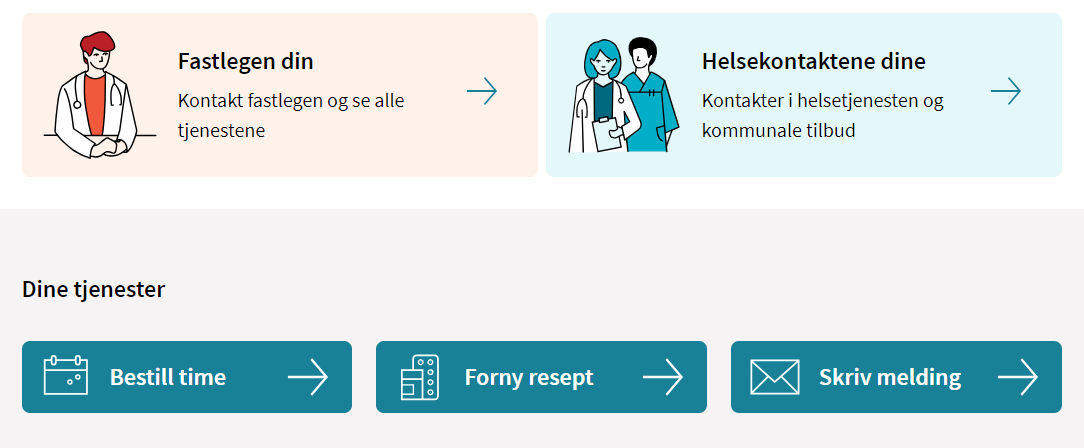 Fastlegen din
Kontakt fastlegen og se alle
tjenestene
Helsekontaktene dine
Kontakter i helsetjenesten og
kommunale tilbud
Dine tjenester
Bestill time
Forny resept
Skriv melding